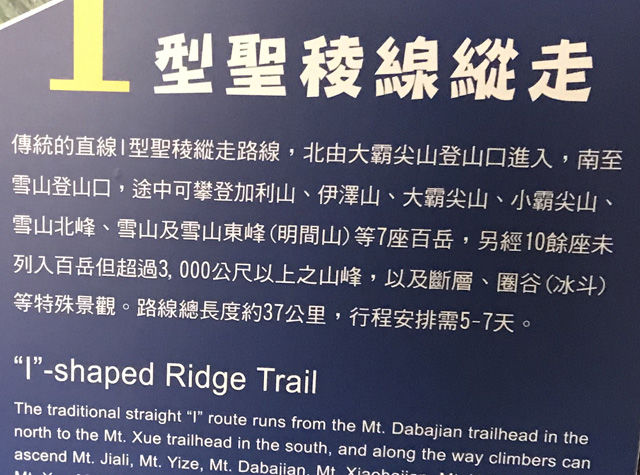 I型聖稜線縱走
傳統的直線I型聖稜縱走路線，北由大霸尖山登山口進入，南至
雪山登山口，途中可攀登加利山、伊澤山、大霸尖山、小霸尖山、
雪山北峰、雪山及雪山東峰(明間山)等7座百岳，另經10餘座未
列入百岳但超過3,000公尺以上之山峰，以及斷層、圈谷(冰斗)
等特殊景觀。路線總長度約37公里，行程安排需5-7天。
“I”-shaped Ridge Trail
The traditional straight “I” route runs from the Mt. Dabajian trailhead in the
north to the Mt. Xue trailhead in the south, and along the way climbers can
ascend Mt. Jiali, Mt. Yize, Mt. Dabajian, Mt. Xiaobajian,